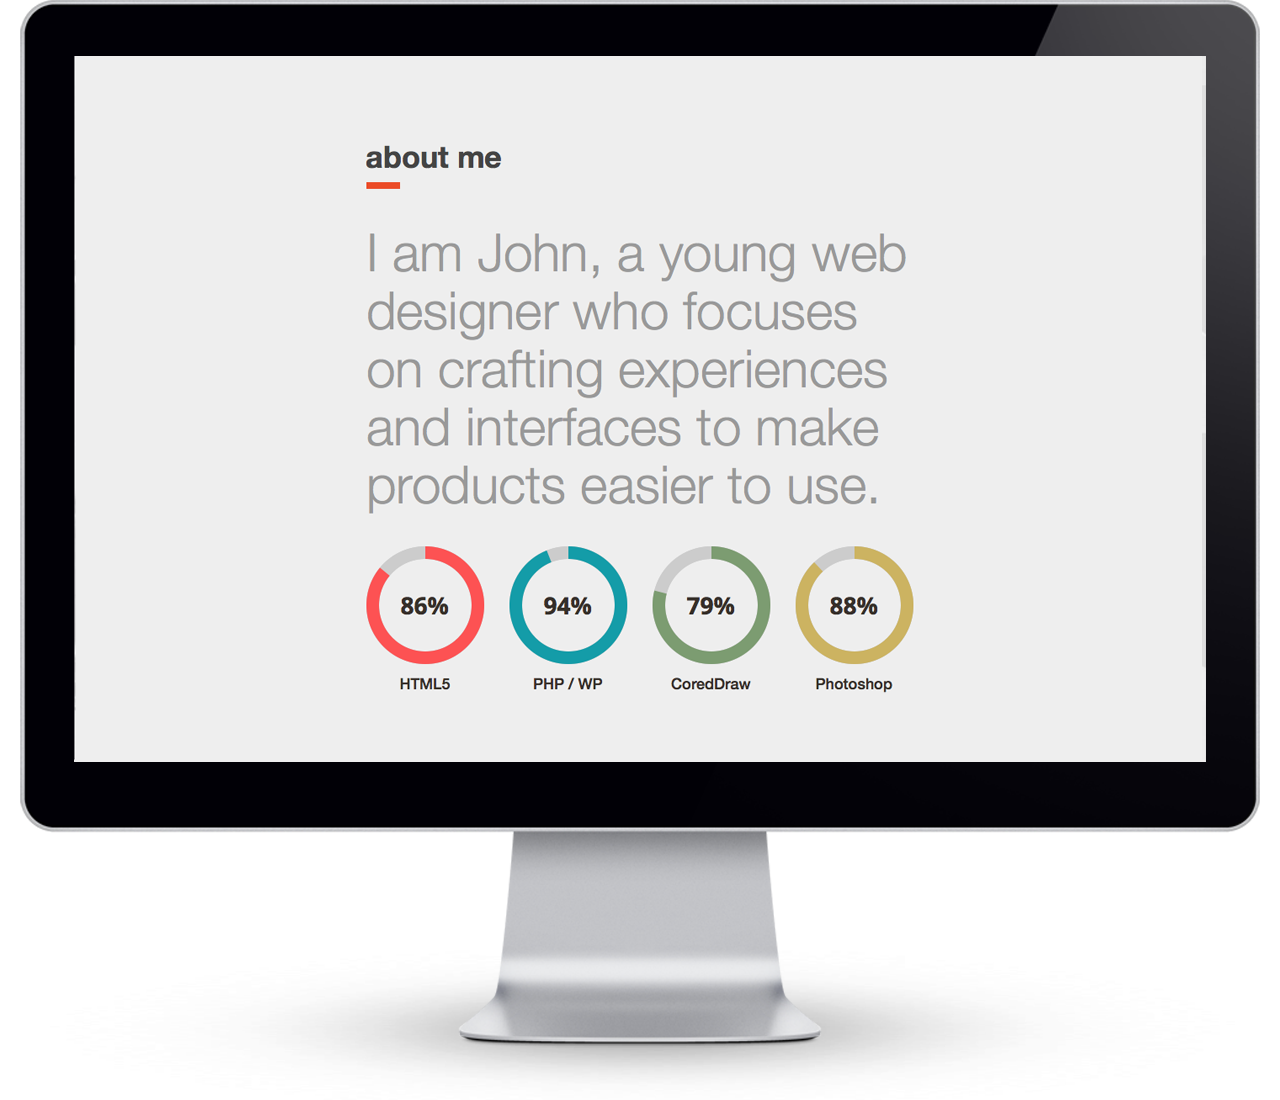 about me
I am John, a young web
designer who focuses
on crafting experiences
and interfaces to make
products easier to use.
86% 94% 79% 88%
HTML5 PHP / WP CoredDraw Photoshop